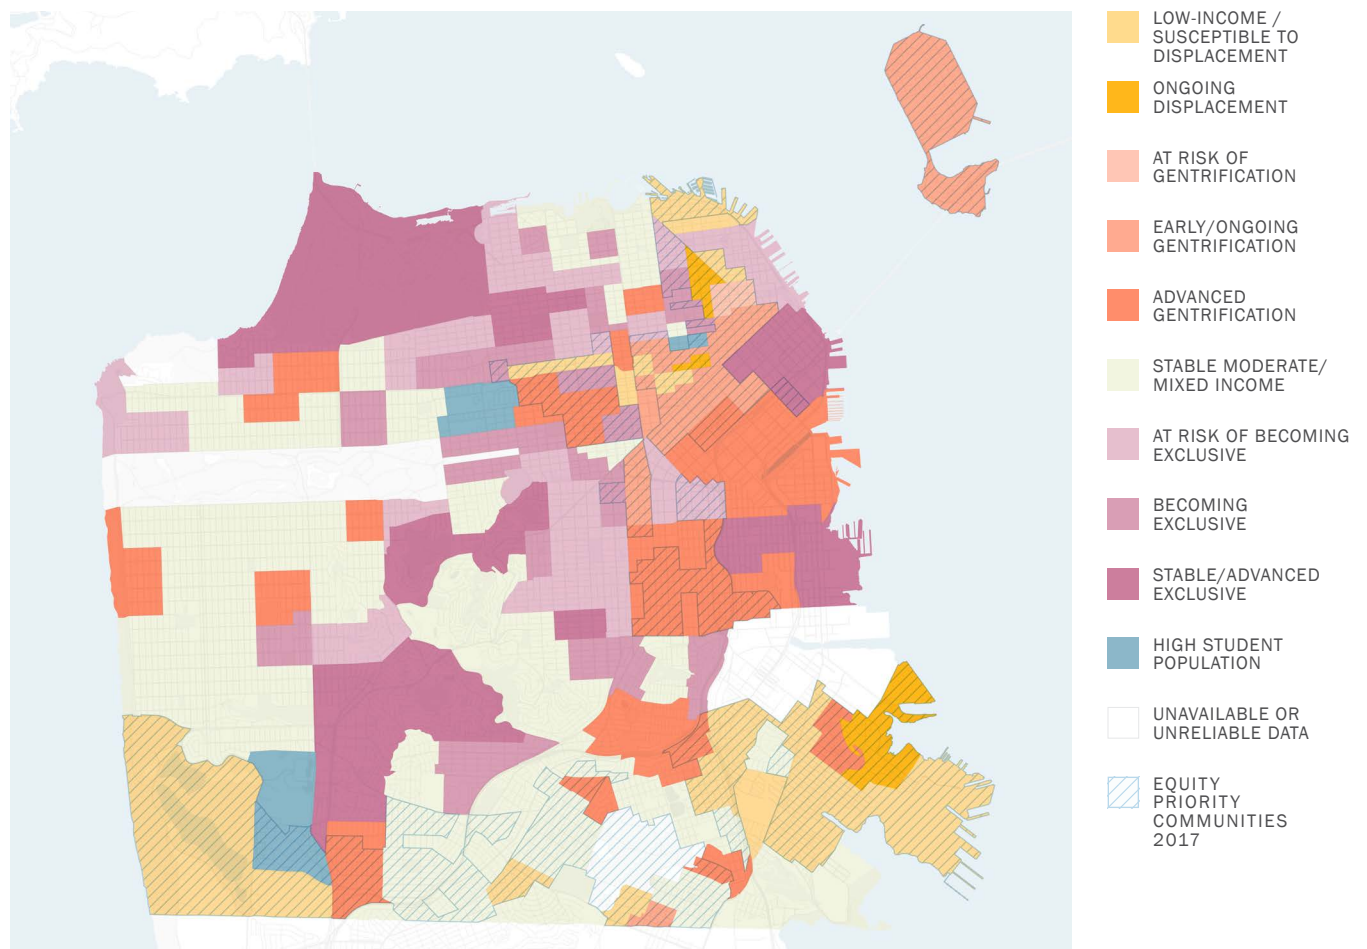 LOW-INCOME /
SUSCEPTIBLE TO
DISPLACEMENT
ONGOING
DISPLACEMENT
AT RISK OF
GENTRIFICATION
EARLY/ONGOING
GENTRIFICATION
ADVANCED
GENTRIFICATION
STABLE MODERATE/
MIXED INCOME
AT RISK OF BECOMING
EXCLUSIVE
BECOMING
EXCLUSIVE
STABLE/ADVANCED
EXCLUSIVE
HIGH STUDENT
POPULATION
UNAVAILABLE OR
UNRELIABLE DATA
EQUITY
PRIORITY
COMMUNITIES
2017